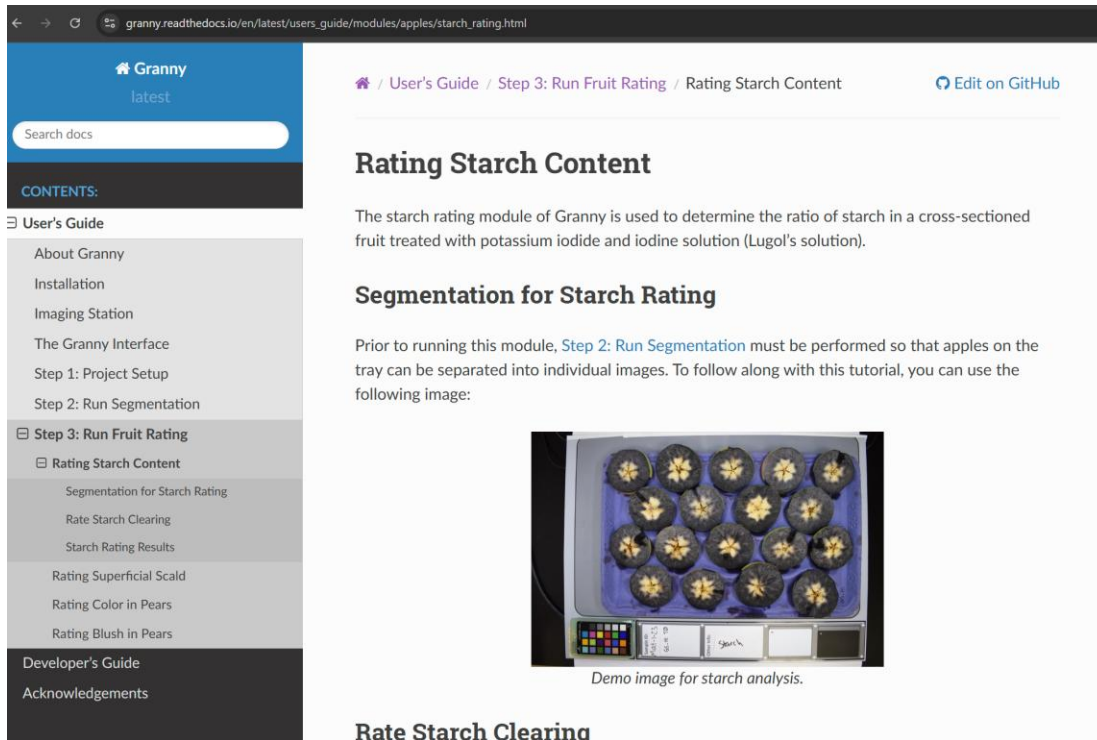 granny.readthedocs.io/en/latest/users_guide/modules/apples/starch_rating.html
Granny
latest
Search docs
CONTENTS:
User's Guide
About Granny
Installation
Imaging Station
The Granny Interface
Step 1: Project Setup
Step 2: Run Segmentation
Step 3: Run Fruit Rating
Rating Starch Content
Segmentation for Starch Rating
Rate Starch Clearing
Starch Rating Results
Rating Superficial Scald
Rating Color in Pears
Rating Blush in Pears
Developer's Guide
Acknowledgements
/ User's Guide / Step 3: Run Fruit Rating / Rating Starch Content
Edit on GitHub
Rating Starch Content
The starch rating module of Granny is used to determine the ratio of starch in a cross-sectioned
fruit treated with potassium iodide and iodine solution (Lugol's solution).
Segmentation for Starch Rating
Prior to running this module, Step 2: Run Segmentation must be performed so that apples on the
tray can be separated into individual images. To follow along with this tutorial, you can use the
following image:
Starch
Demo image for starch analysis.
Rate Starch Clearing